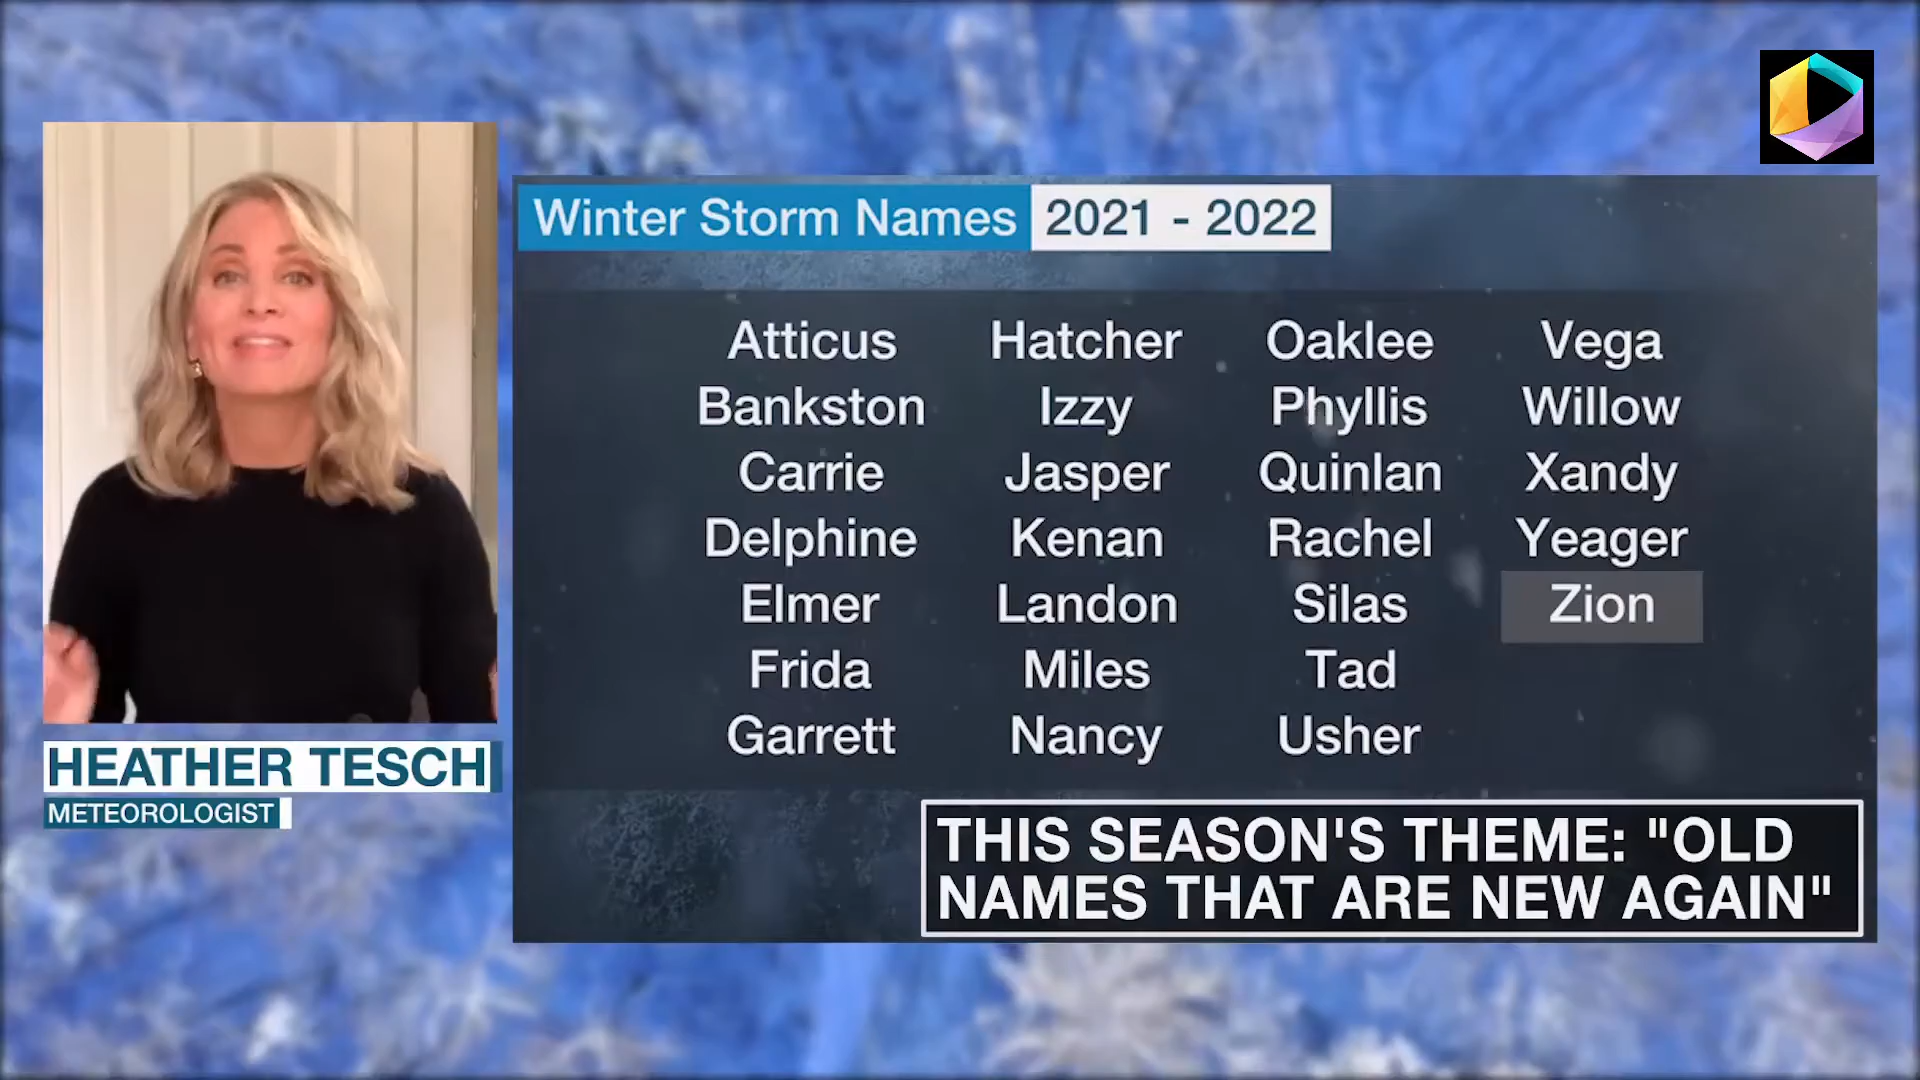 Winter Storm Names 2021 - 2022
Atticus Hatcher Oaklee Vega
Bankston Izzy Phyllis Willow
Carrie Jasper Quinlan Xandy
Delphine Kenan Rachel Yeager
Elmer Landon Silas Zion
Frida Miles Tad
Garrett Nancy Usher
HEATHER TESCH
METEOROLOGIST
THIS SEASON'S THEME: "OLD
NAMES THAT ARE NEW AGAIN"